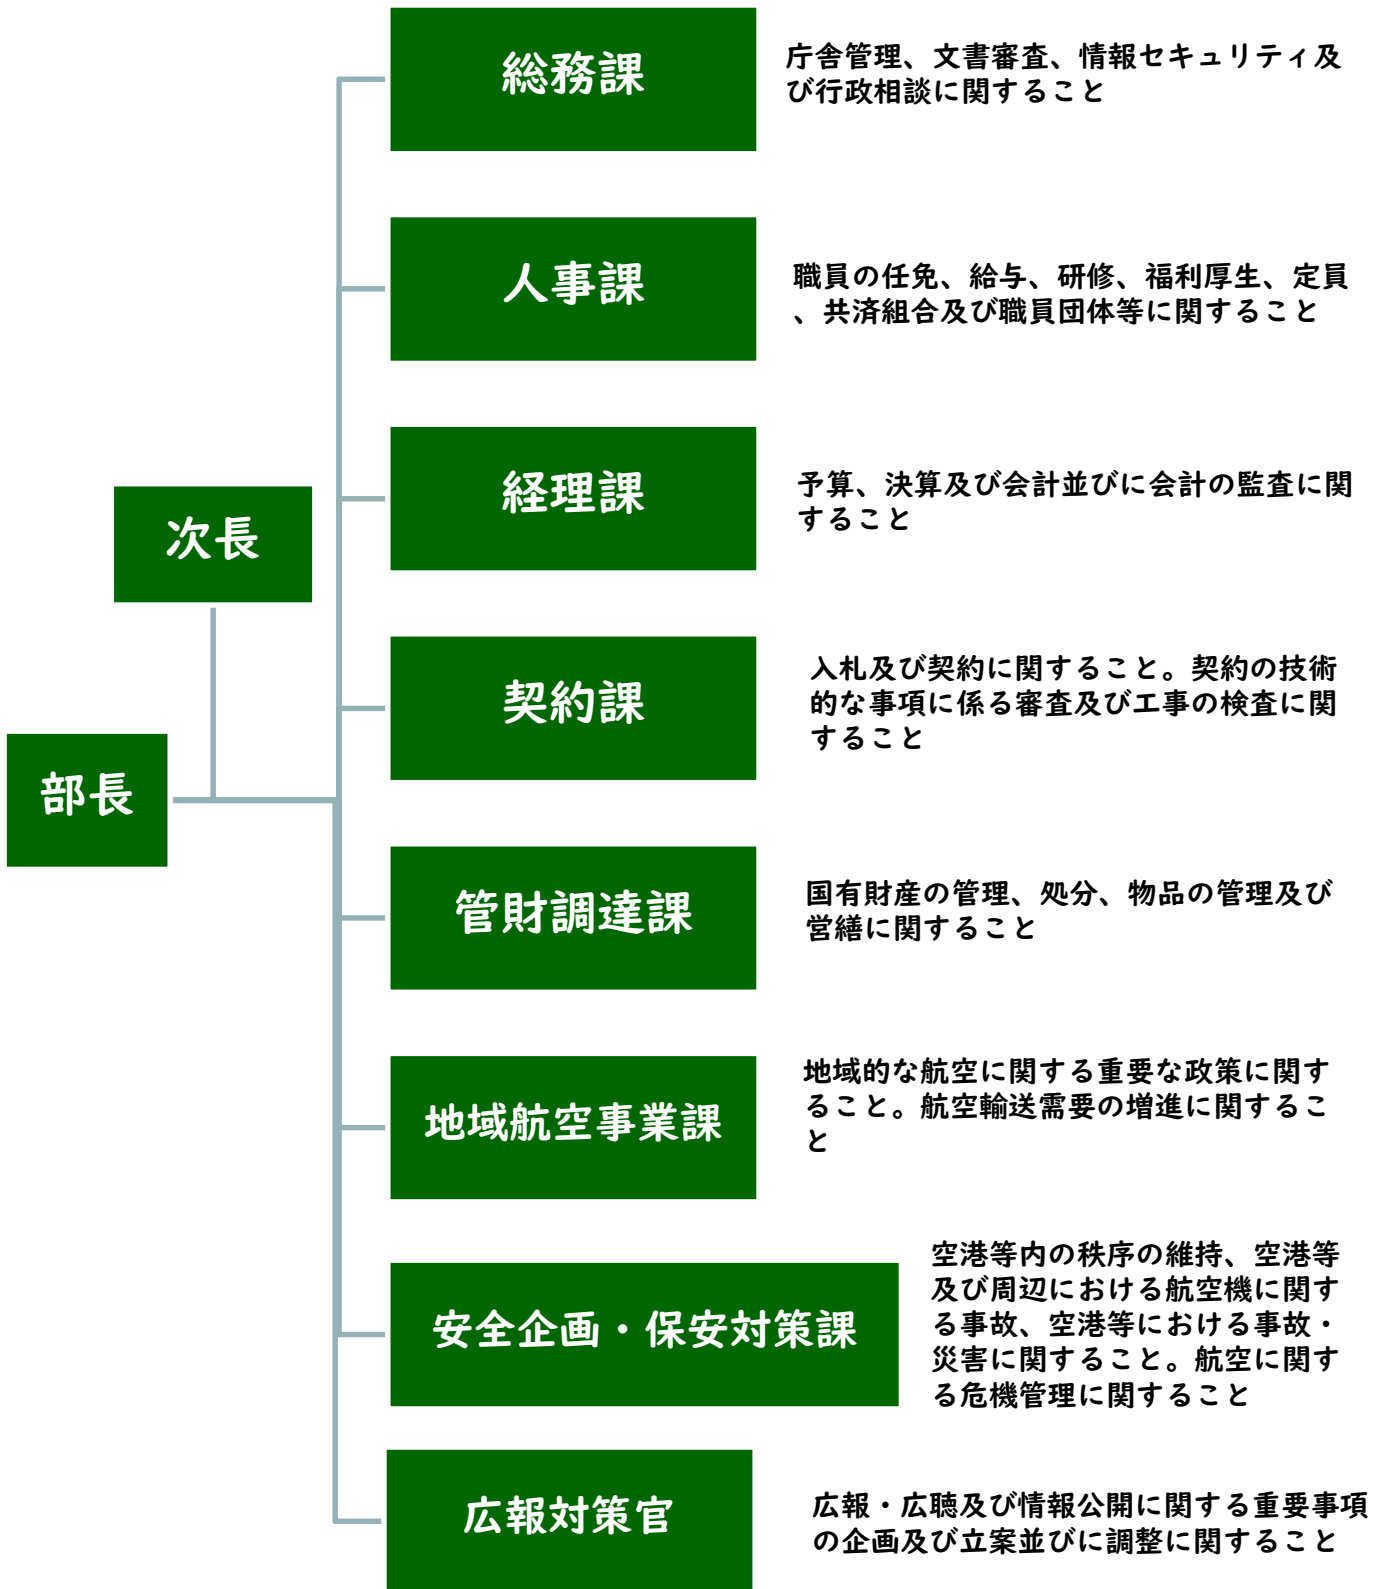 総務課
庁舎管理、文書審査、情報セキュリティ及
び行政相談に関すること
人事課
職員の任免、給与、研修、福利厚生、定員
、共済組合及び職員団体等に関すること
経理課
予算、決算及び会計並びに会計の監査に関
すること
次長
契約課
入札及び契約に関すること。契約の技術
的な事項に係る審査及び工事の検査に関
すること
部長
管財調達課
国有財産の管理、処分、物品の管理及び
営繕に関すること
地域航空事業課
地域的な航空に関する重要な政策に関す
ること。航空輸送需要の増進に関するこ
と
安全企画・保安対策課
空港等内の秩序の維持、空港等
及び周辺における航空機に関す
る事故、空港等における事故・
災害に関すること。航空に関す
る危機管理に関すること
広報対策官
広報・広聴及び情報公開に関する重要事項
の企画及び立案並びに調整に関すること